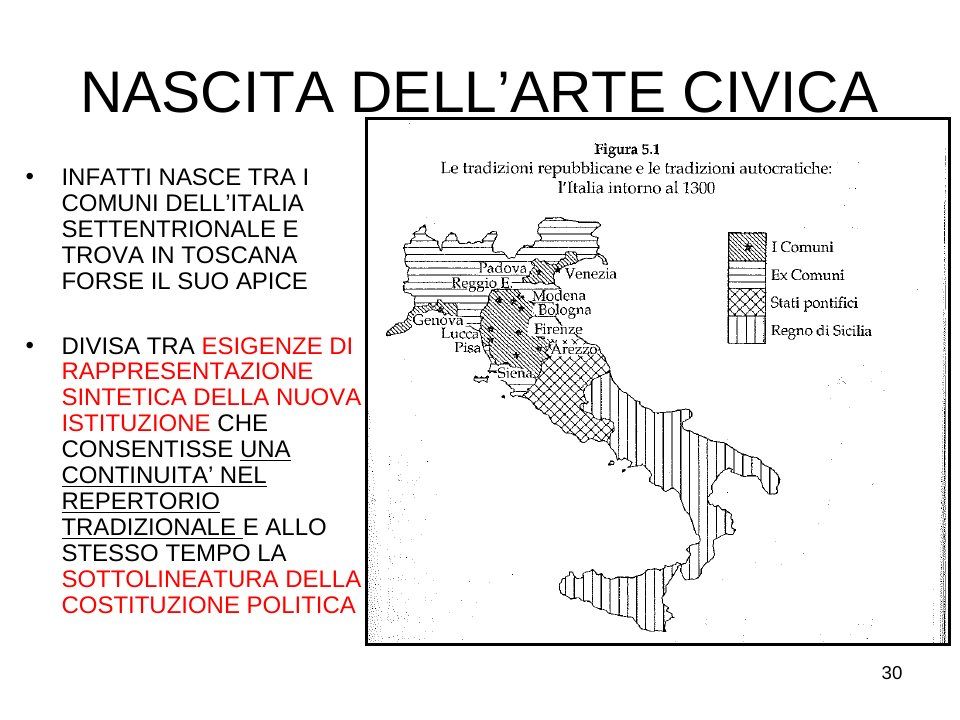 NASCITA DELL’ARTE CIVICA
• INFATTI NASCE TRA I
COMUNI DELL’ITALIA
SETTENTRIONALE E
TROVA IN TOSCANA
FORSE IL SUO APICE
• DIVISA TRA ESIGENZE DI
RAPPRESENTAZIONE
SINTETICA DELLA NUOVA
ISTITUZIONE CHE
CONSENTISSE UNA
CONTINUITA’ NEL
REPERTORIO
TRADIZIONALE E ALLO
STESSO TEMPO LA
SOTTOLINEATURA DELLA
COSTITUZIONE POLITICA
Figura 5.1
Le tradizioni repubblicane e le tradizioni autocratiche:
l'Italia intorno al 1300
I Comuni
Ex Comuni
Stati pontifici
Regno di Sicilia
Padova
Venezia
Reggio E.
Modena
Bologna
Genova
Lucca
Firenze
Pisa
Arezzo
Siena
30